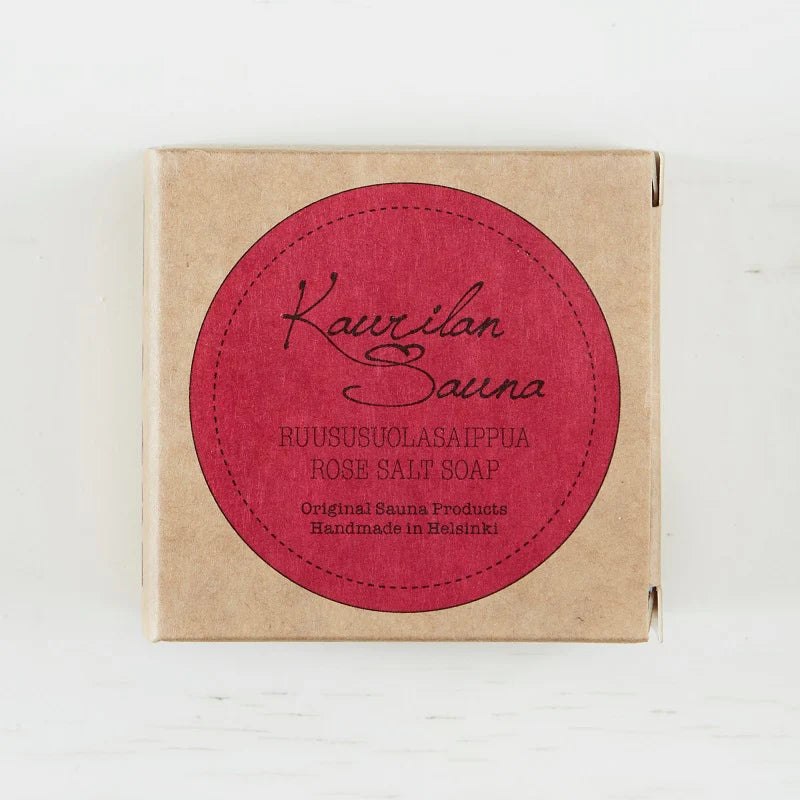 Kaurilan
Sauna
RUUSUSUOLASAIPPUA
ROSE SALT SOAP
Original Sauna Products
Handmade in Helsinki